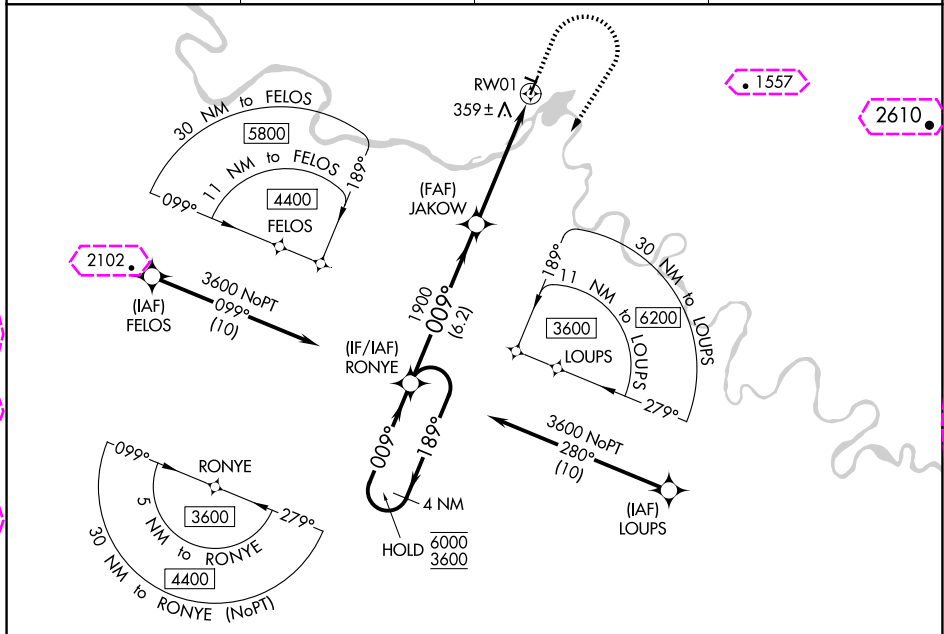 RW01
359±
1557
2610
30 NM to FELOS
5800
11 NM to FELOS
4400
FELOS
099°
189°
(FAF)
JAKOW
2102
(IAF)
FELOS
3600 NoPT
099°
(10)
1900
009°
(6.2)
(IF/IAF)
RONYE
30 NM to LOUPS
6200
11 NM to LOUPS
3600
LOUPS
189°
279°
009°
189°
4 NM
HOLD 6000
3600
3600 NoPT
280°
(10)
(IAF)
LOUPS
099°
RONYE
3600
279°
5 NM to RONYE
4400
30 NM to RONYE (NoPT)